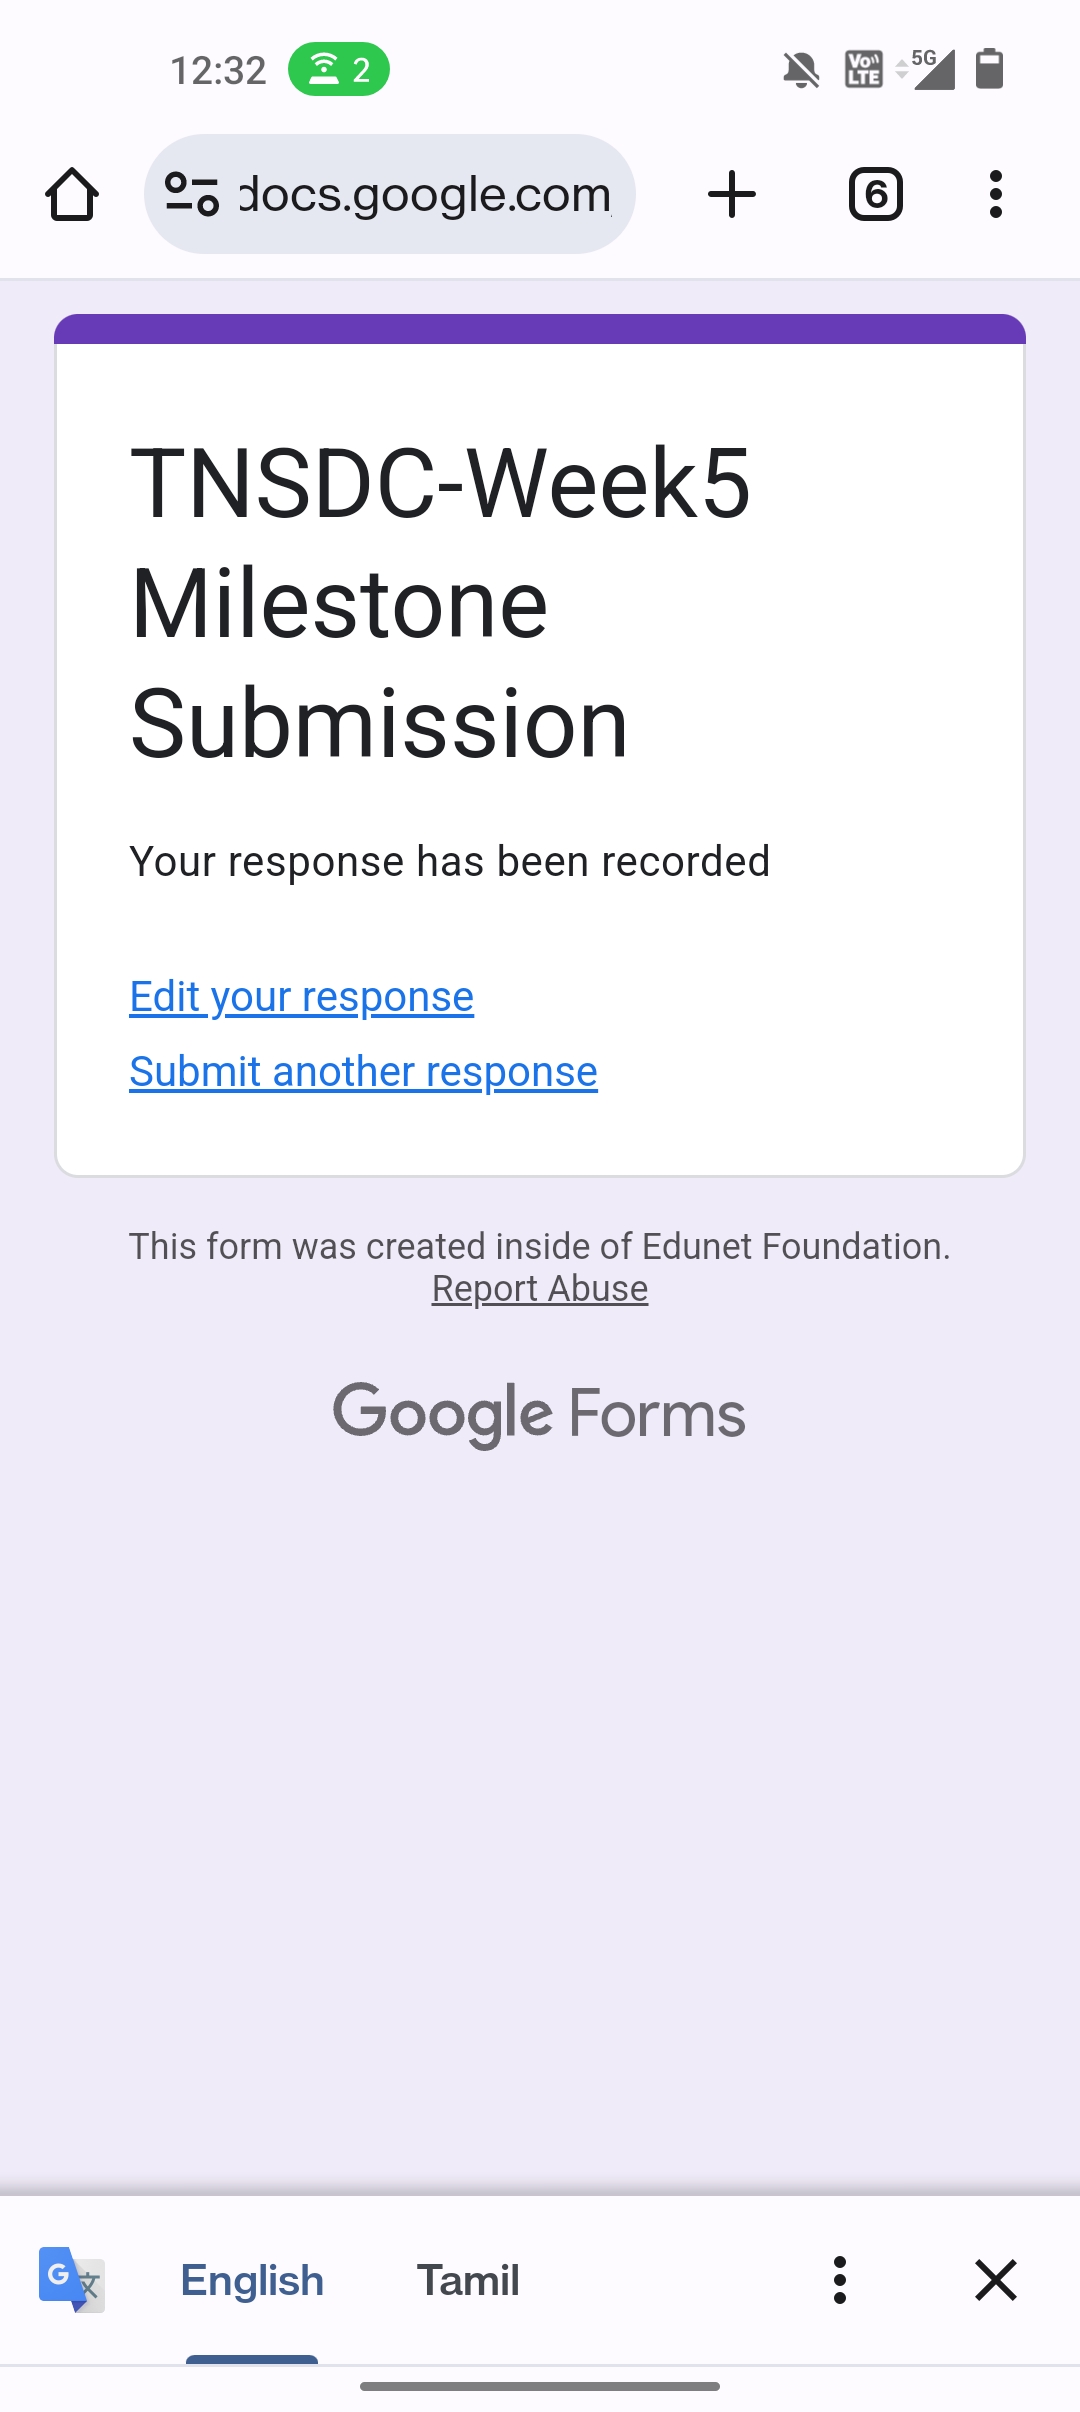 12:32
2
Vo LTE
5G
docs.google.com
6
TNSDC-Week5
Milestone
Submission
Your response has been recorded
Edit your response
Submit another response
This form was created inside of Edunet Foundation.
Report Abuse
Google Forms
G 文
English
Tamil